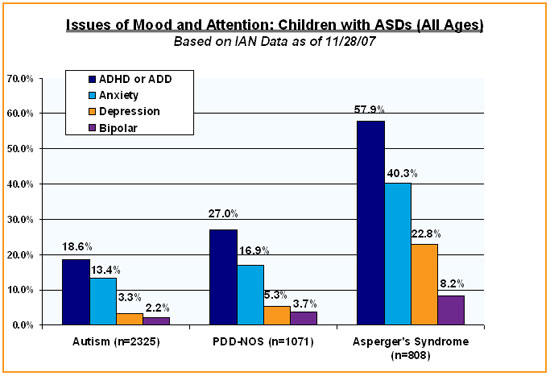 Issues of Mood and Attention: Children with ASDs (All Ages)
Based on IAN Data as of 11/28/07
70.0%
60.0%
50.0%
40.0%
30.0%
20.0%
10.0%
0.0%
ADHD or ADD
Anxiety
Depression
Bipolar
18.6%
13.4%
3.3%
2.2%
27.0%
16.9%
5.3%
3.7%
57.9%
40.3%
22.8%
8.2%
Autism (n=2325)
PDD-NOS (n=1071)
Asperger's Syndrome
(n=808)